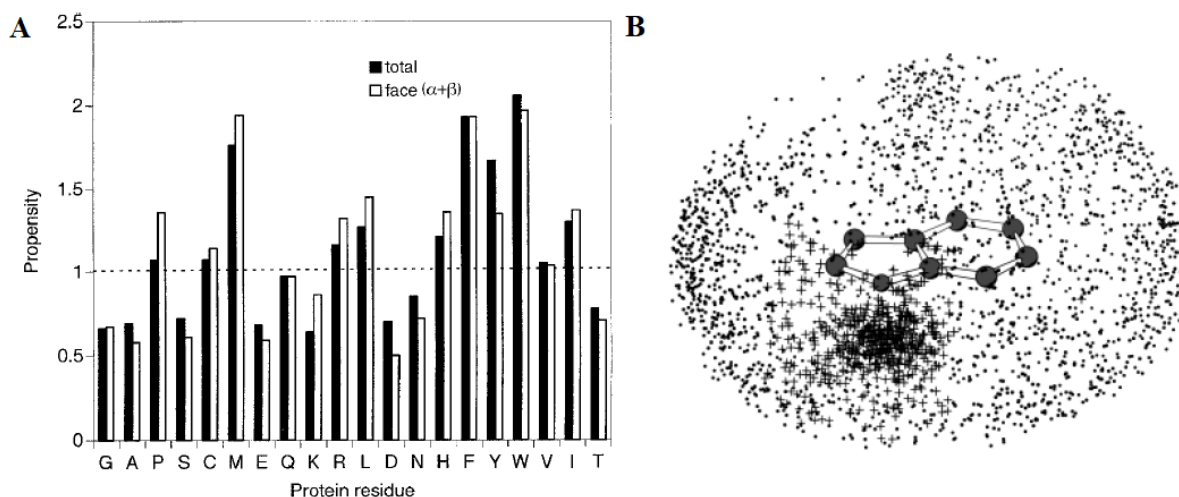 A
B
2.5
2
1.5
1
0.5
0
Propensity
total
face (α+β)
G A P S C M E Q K R L D N H F Y W V I T
Protein residue